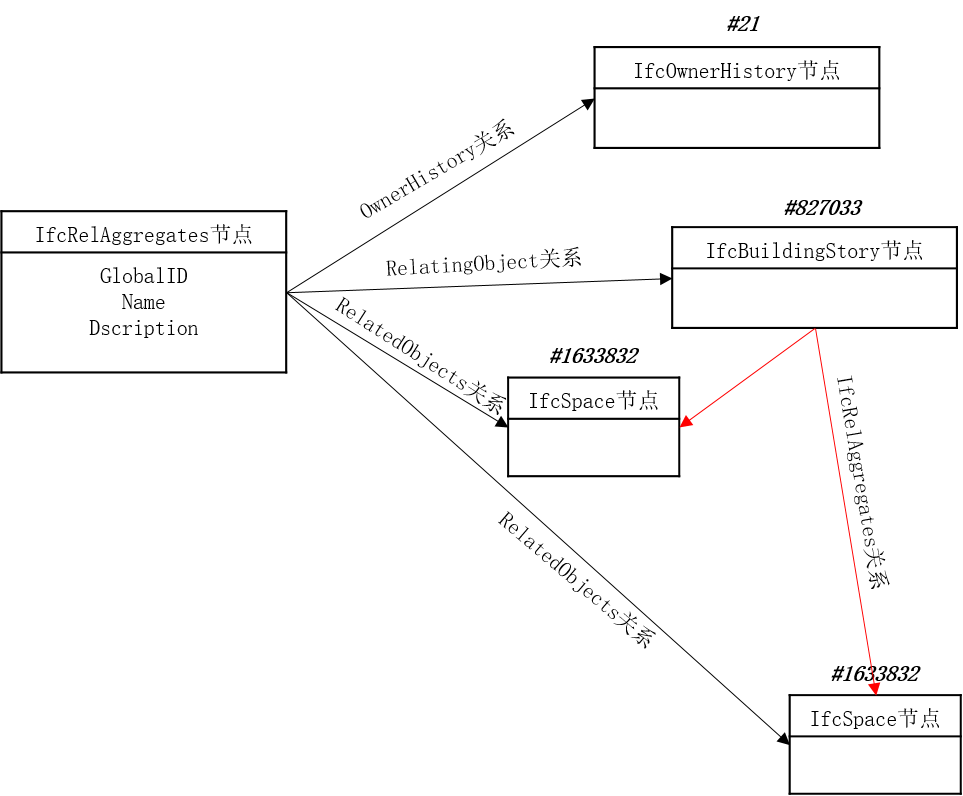 #21
IfcOwnerHistory节点
OwnerHistory关系
#827033
IfcRelAggregates节点
IfcBuildingStory节点
RelatingObject关系
GlobalID
Name
Dscription
RelatedObjects关系
#1633832
IfcSpace节点
IfcRelAggregates关系
RelatedObjects关系
#1633832
IfcSpace节点